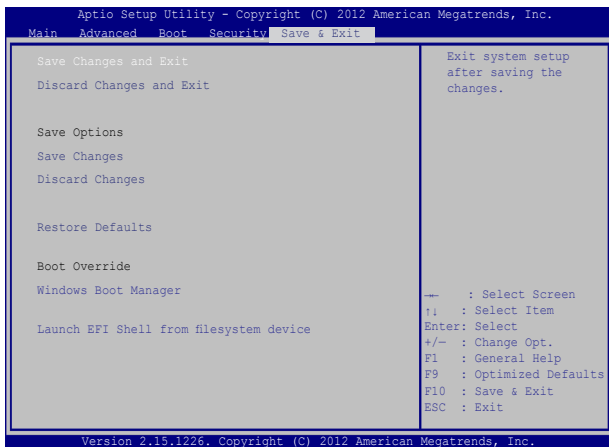 Aptio Setup Utility - Copyright (C) 2012 American Megatrends, Inc.
Main Advanced Boot Security Save & Exit
Save Changes and Exit
Discard Changes and Exit
Save Options
Save Changes
Discard Changes
Restore Defaults
Boot Override
Windows Boot Manager
Launch EFI Shell from filesystem device
Exit system setup
after saving the
changes.
→← : Select Screen
↑↓ : Select Item
Enter: Select
+/— : Change Opt.
F1 : General Help
F9 : Optimized Defaults
F10 : Save & Exit
ESC : Exit
Version 2.15.1226. Copyright (C) 2012 American Megatrends, Inc.